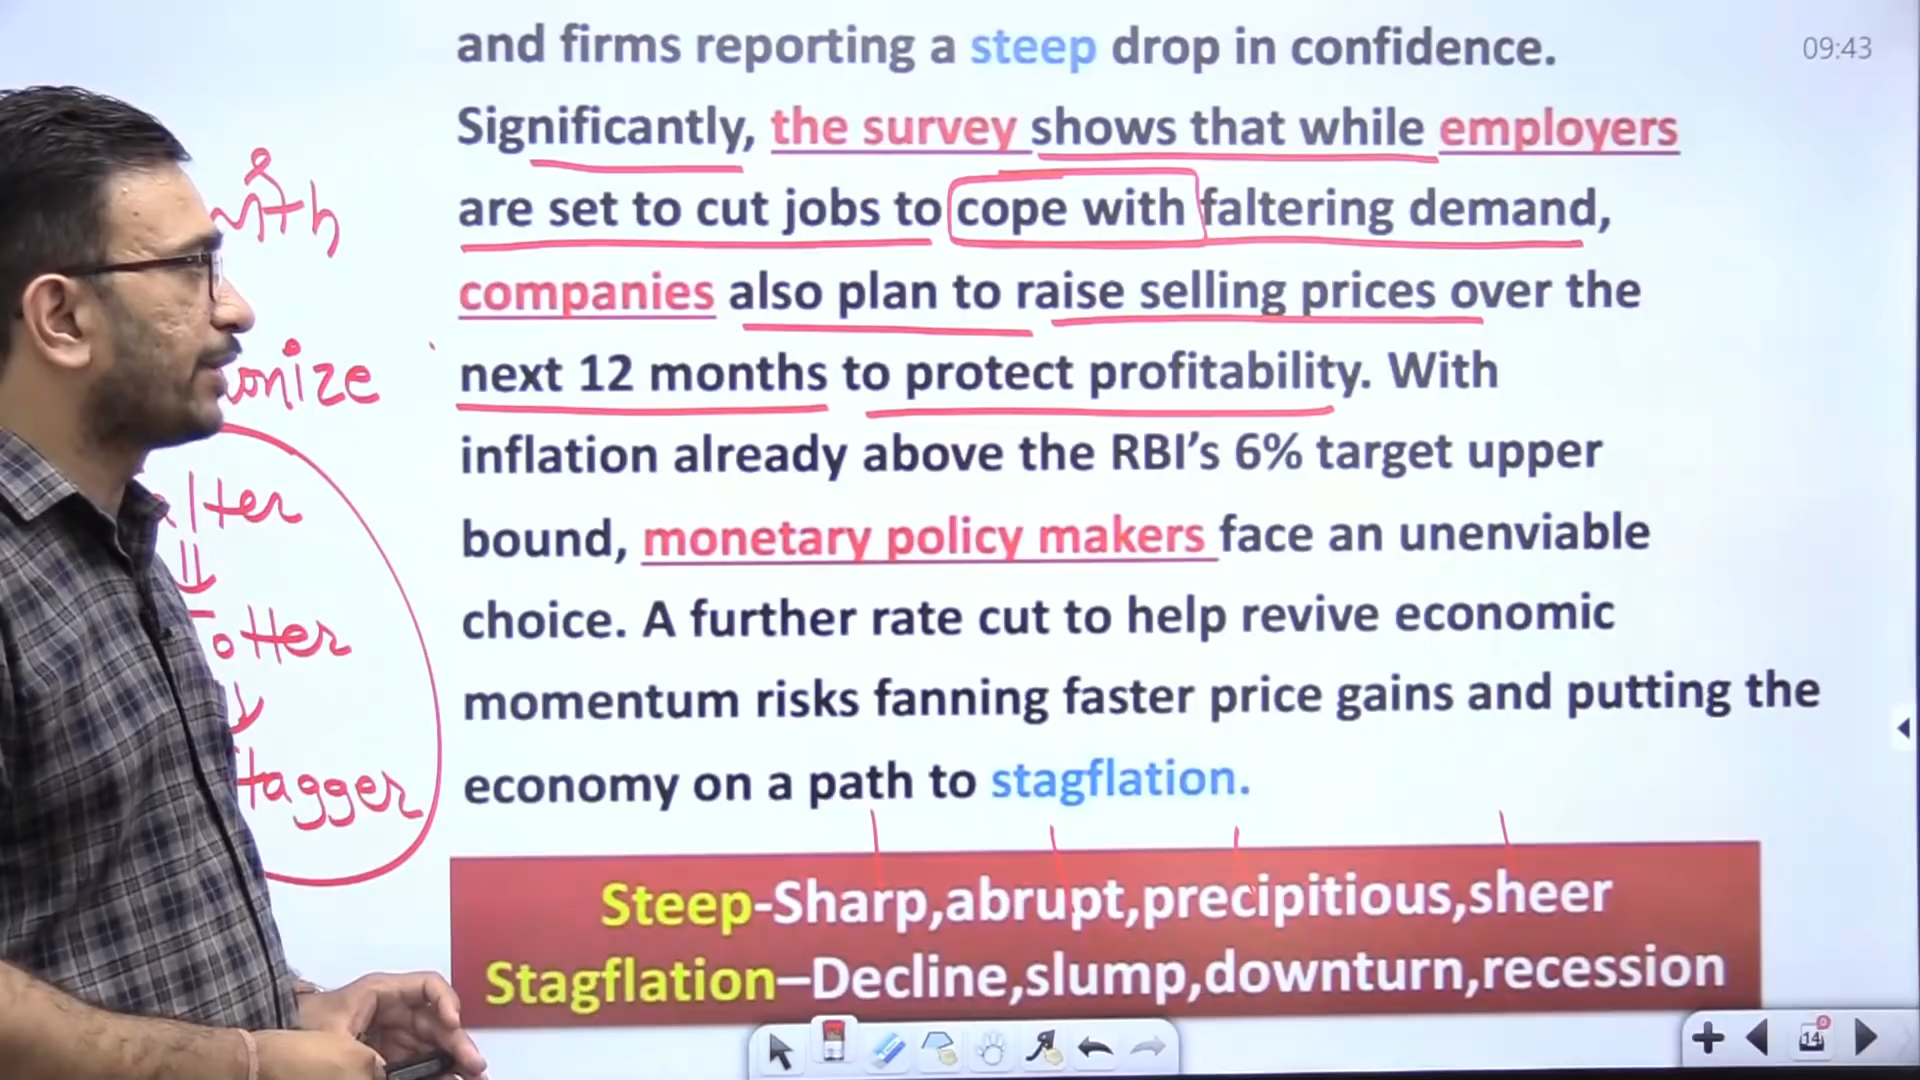 and firms reporting a steep drop in confidence.
09:43
Significantly, the survey shows that while employers
are set to cut jobs to cope with faltering demand,
companies also plan to raise selling prices over the
next 12 months to protect profitability. With
inflation already above the RBI's 6% target upper
bound, monetary policy makers face an unenviable
choice. A further rate cut to help revive economic
momentum risks fanning faster price gains and putting the
economy on a path to stagflation.
Steep-Sharp,abrupt,precipitious,sheer
Stagflation–Decline,slump,downturn,recession
14
0